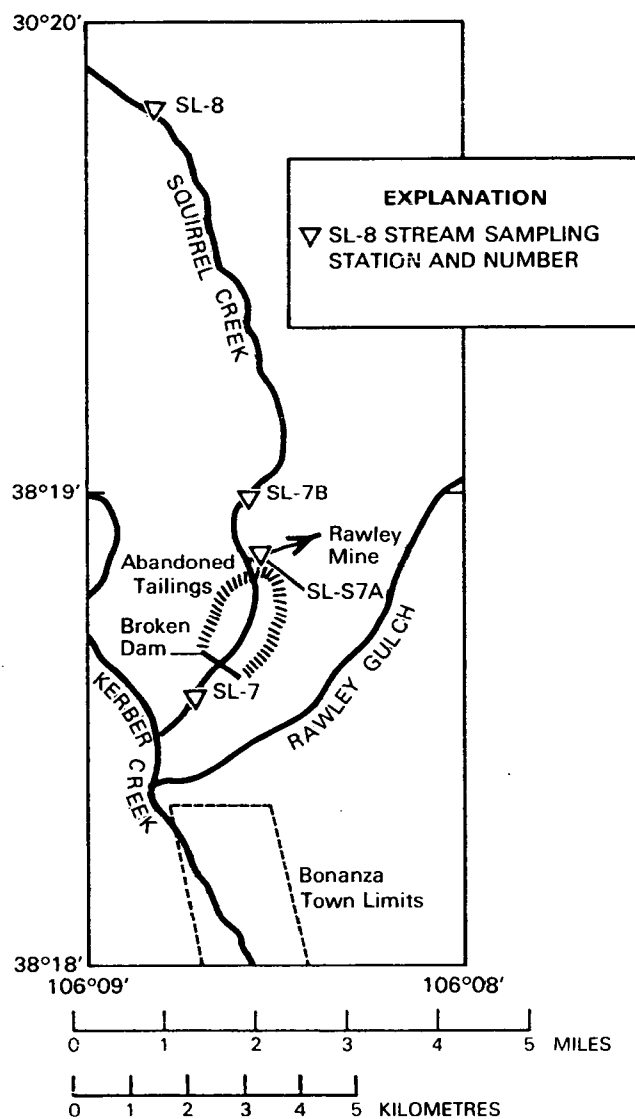 30°20'
SL-8
SQUIRREL CREEK
EXPLANATION
SL-8 STREAM SAMPLING
STATION AND NUMBER
38°19'
SL-7B
Rawley
Mine
Abandoned
Tailings
SL-S7A
Broken
Dam
SL-7
KERBER
CREEK
RAWLEY GULCH
Bonanza
Town Limits
38°18'
106°09'
106°08'
0 1 2 3 4 5 MILES
0 1 2 3 4 5 KILOMETRES